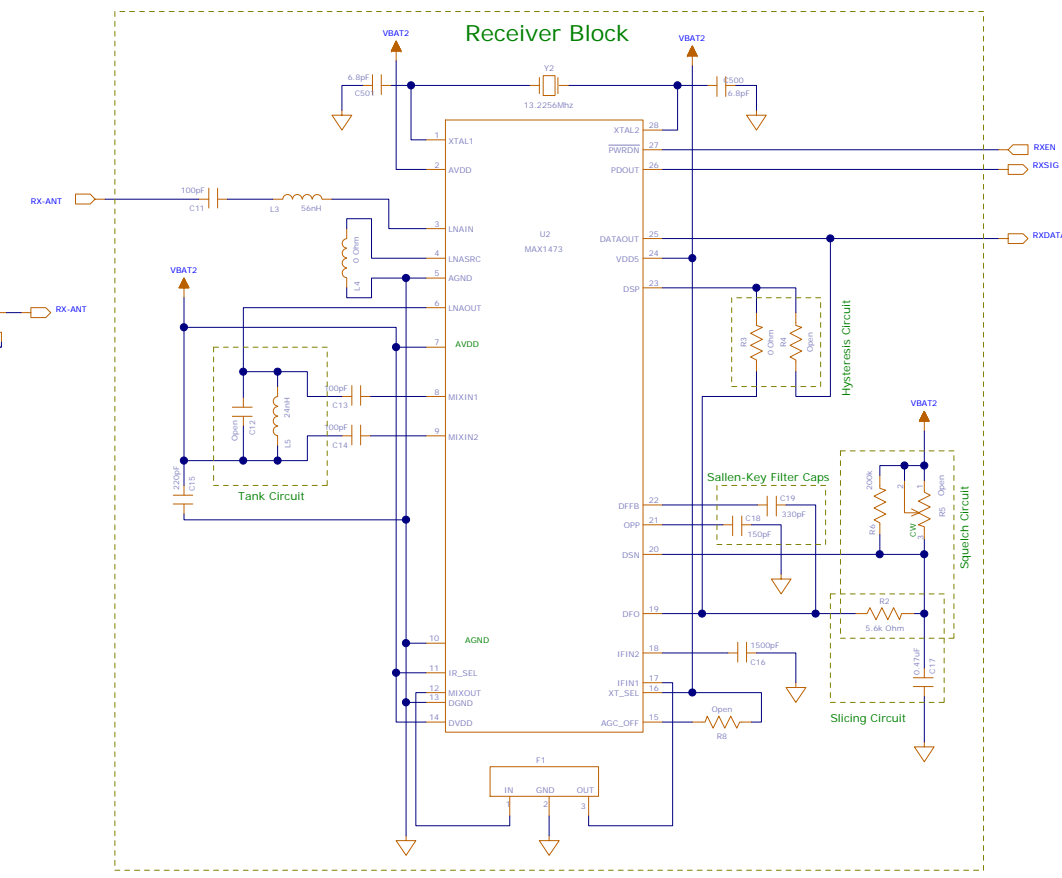 Receiver Block
VBAT2
VBAT2
6.8pF
C50
Y2
13.2256Mhz
C500
6.8pF
1
XTAL1
XTAL2
28
2
AVDD
PWRDN
27
RXEN
PDOUT
26
RXSIG
RX-ANT
100pF
C11
L3
56nH
3
LNAIN
U2
MAX1473
DATAOUT
25
RXDATA
0 Ohm
L4
4
LNASRC
VDD5
24
5
AGND
DSP
23
VBAT2
6
LNAOUT
RX-ANT
7
AVDD
R3
0 Ohm
R4
Open
Hysteresis Circuit
100pF
C13
8
MIXIN1
Open
C12
24nH
L5
100pF
C14
9
MIXIN2
VBAT2
220pF
C15
Tank Circuit
Sallen-Key Filter Caps
DFFB
22
C19
330pF
OPP
21
C18
150pF
200k
R6
2
1
Open
R5
CW
3
Squelch Circuit
DSN
20
DFO
19
R2
5.6k Ohm
10
AGND
IFIN2
18
1500pF
C16
0.47uF
C17
11
IR_SEL
IFIN1
17
12
MIXOUT
XT_SEL
16
13
DGND
14
DVDD
AGC_OFF
15
Open
R8
Slicing Circuit
F1
IN
GND
OUT
1
2
3